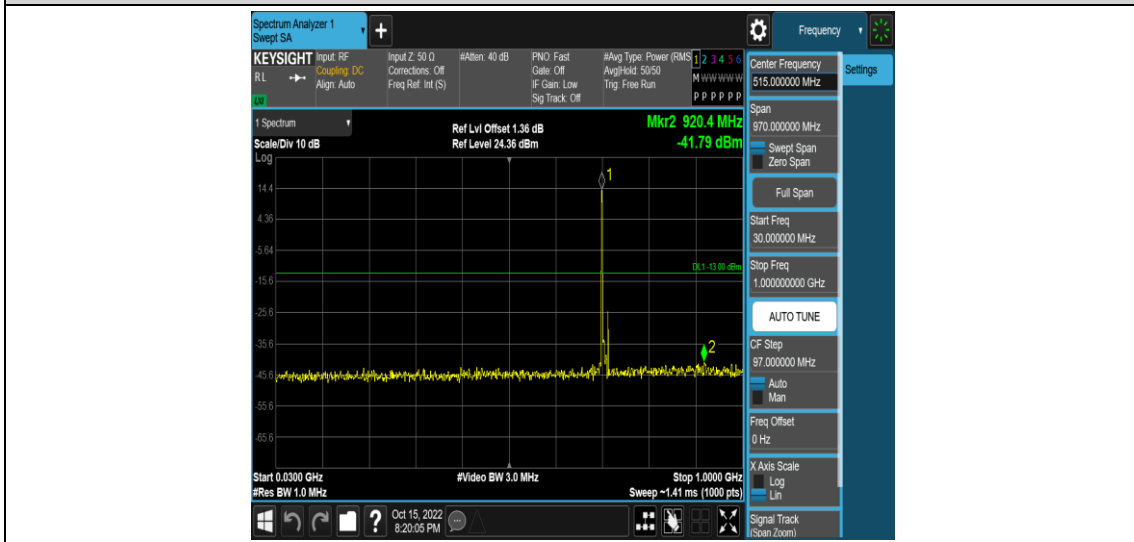 Spectrum Analyzer 1
Swept SA
Frequency
KEYSIGHT
RL
Input: RF
Coupling: DC
Align: Auto
Input Z: 50 Ω
Corrections: Off
Freq Ref: Int (S)
#Atten: 40 dB
PNO: Fast
Gate: Off
IF Gain: Low
Sig Track: Off
#Avg Type: Power (RMS
Avg|Hold: 50/50
Trig: Free Run
1 2 3 4 5 6
M W W W W W
P P P P P P
1 Spectrum
Scale/Div 10 dB
Ref Lvl Offset 1.36 dB
Ref Level 24.36 dBm
Mkr2 920.4 MHz
-41.79 dBm
Log
14.4
4.36
-5.64
-15.6
-25.6
-35.6
-45.6
-55.6
-65.6
1
DL1 -13.00 dBm
2
Start 0.0300 GHz
#Res BW 1.0 MHz
#Video BW 3.0 MHz
Stop 1.0000 GHz
Sweep ~1.41 ms (1000 pts)
Center Frequency
515.000000 MHz
Settings
Span
970.000000 MHz
Swept Span
Zero Span
Full Span
Start Freq
30.000000 MHz
Stop Freq
1.000000000 GHz
AUTO TUNE
CF Step
97.000000 MHz
Auto
Man
Freq Offset
0 Hz
X Axis Scale
Log
Lin
Signal Track
(Span Zoom)
?
Oct 15, 2022
8:20:05 PM